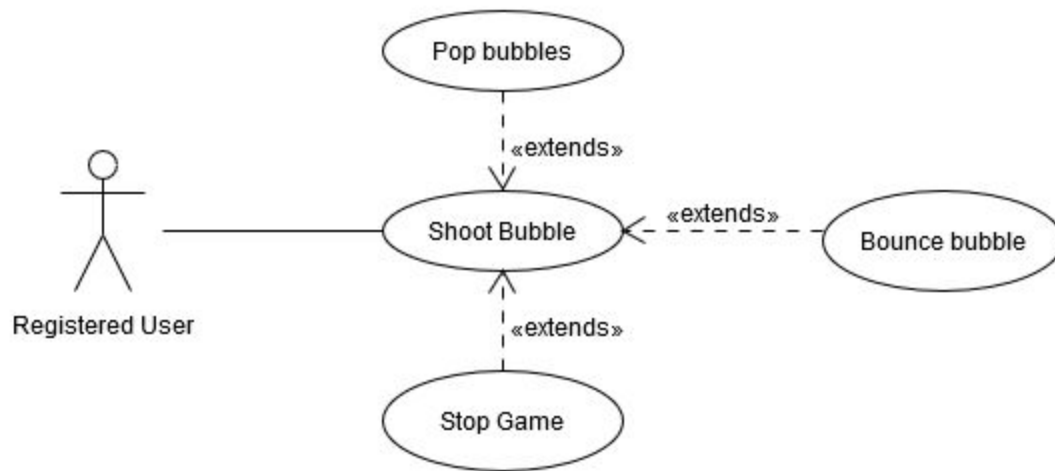 Pop bubbles
«extends»
Shoot Bubble
«extends»
Bounce bubble
Registered User
«extends»
Stop Game